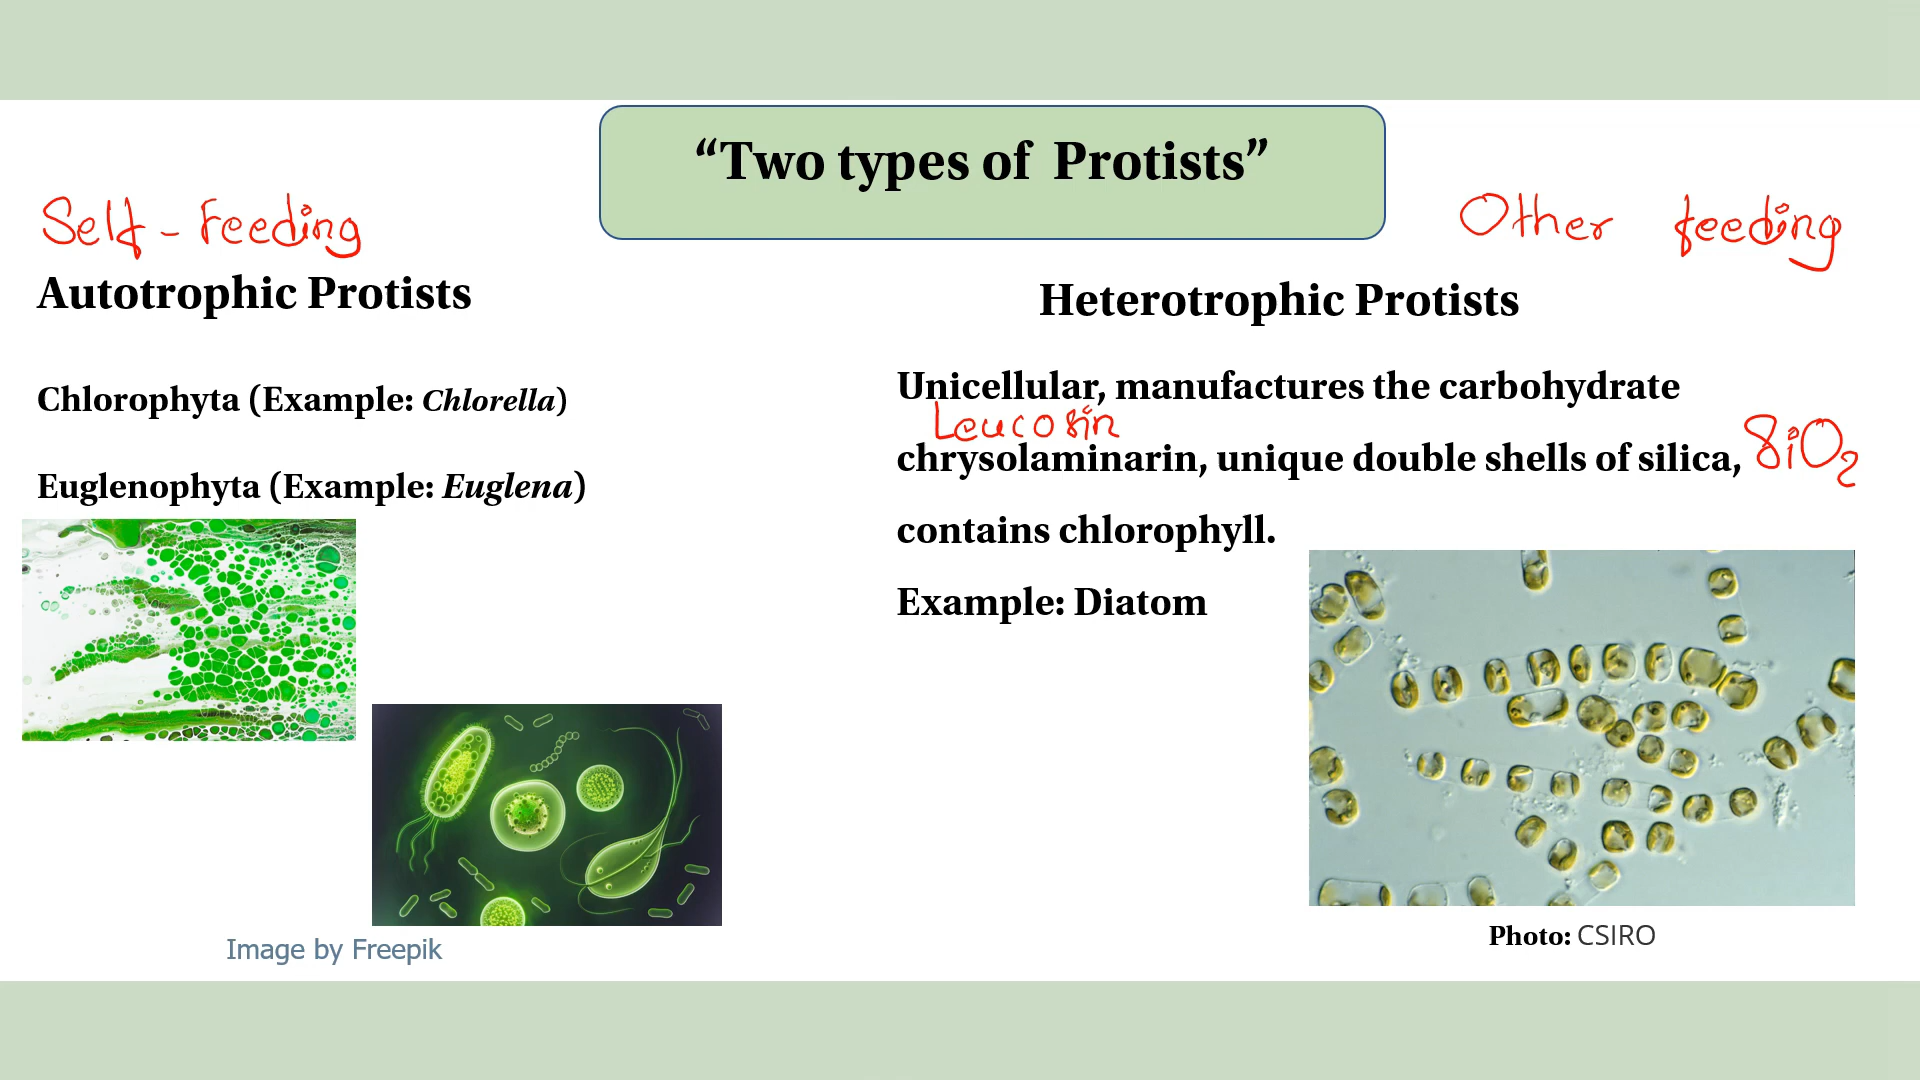 “Two types of Protists”
Self-Feeding
Autotrophic Protists
Chlorophyta (Example: Chlorella)
Euglenophyta (Example: Euglena)
Image by Freepik
Other feeding
Heterotrophic Protists
Unicellular, manufactures the carbohydrate
Leucosin
chrysolaminarin, unique double shells of silica, SiO2
contains chlorophyll.
Example: Diatom
Photo: CSIRO